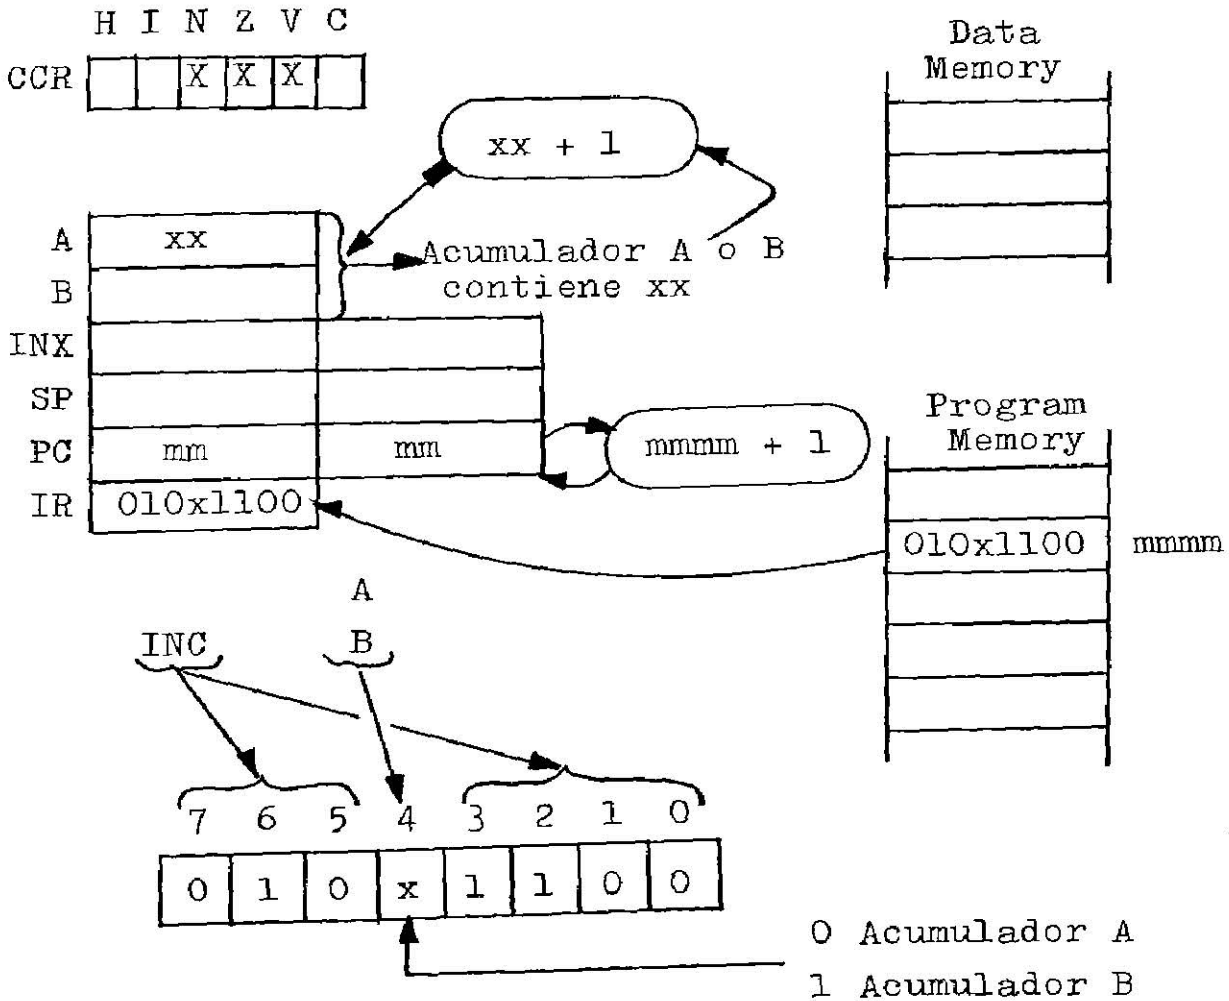 H I N Z V C
CCR X X X
Data
Memory
xx + 1
A xx
B
Acumulador A o B
contiene xx
INX
SP
PC mm mm
mmmm + 1
IR 010x1100
Program
Memory
010x1100 mmmm
A
INC B
7 6 5 4 3 2 1 0
0 1 0 x 1 1 0 0
0 Acumulador A
1 Acumulador B